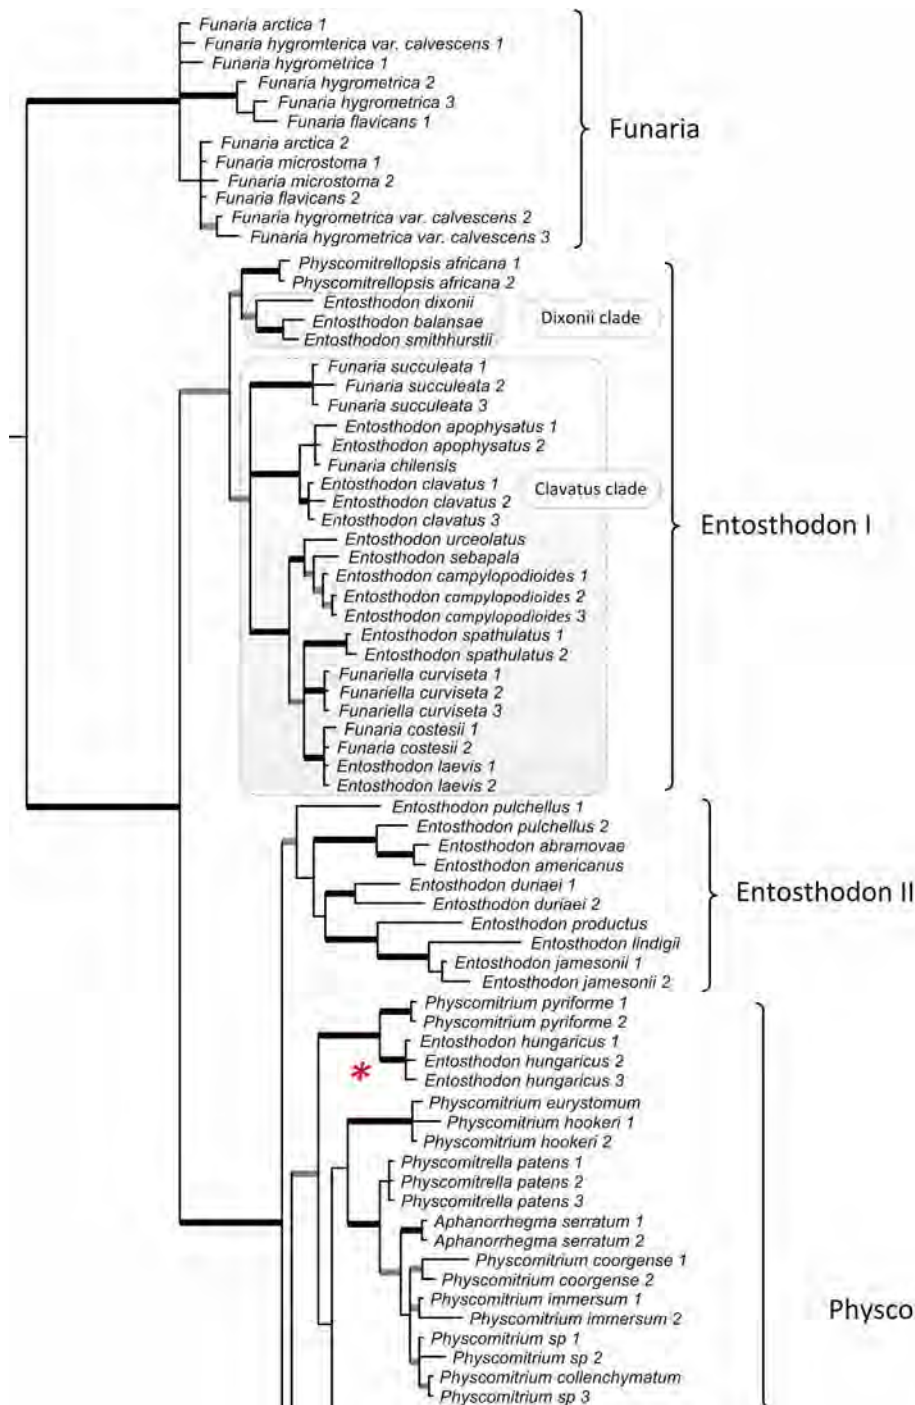 Funaria arctica 1
Funaria hygromterica var. calvescens 1
Funaria hygrometrica 1
Funaria hygrometrica 2
Funaria hygrometrica 3
Funaria flavicans 1
Funaria
Funaria arctica 2
Funaria microstoma 1
Funaria microstoma 2
Funaria flavicans 2
Funaria hygrometrica var. calvescens 2
Funaria hygrometrica var. calvescens 3
Physcomitrellopsis africana 1
Physcomitrellopsis africana 2
Entosthodon dixonii
Dixonii clade
Entosthodon balansae
Entosthodon smithhurstii
Funaria succuleata 1
Funaria succuleata 2
Funaria succuleata 3
Entosthodon apophysatus 1
Entosthodon apophysatus 2
Funaria chilensis
Entosthodon clavatus 1
Clavatus clade
Entosthodon clavatus 2
Entosthodon clavatus 3
Entosthodon I
Entosthodon urceolatus
Entosthodon sebapala
Entosthodon campylopodioides 1
Entosthodon campylopodioides 2
Entosthodon campylopodioides 3
Entosthodon spathulatus 1
Entosthodon spathulatus 2
Funariella curviseta 1
Funariella curviseta 2
Funariella curviseta 3
Funaria costesii 1
Funaria costesii 2
Entosthodon laevis 1
Entosthodon laevis 2
Entosthodon pulchellus 1
Entosthodon pulchellus 2
Entosthodon abramovae
Entosthodon americanus
Entosthodon duriaei 1
Entosthodon II
Entosthodon duriaei 2
Entosthodon productus
Entosthodon lindigii
Entosthodon jamesonii 1
Entosthodon jamesonii 2
Physcomitrium pyriforme 1
Physcomitrium pyriforme 2
Entosthodon hungaricus 1
Entosthodon hungaricus 2
*
Entosthodon hungaricus 3
Physcomitrium eurystomum
Physcomitrium hookeri 1
Physcomitrium hookeri 2
Physcomitrella patens 1
Physcomitrella patens 2
Physcomitrella patens 3
Aphanorrhegma serratum 1
Aphanorrhegma serratum 2
Physcomitrium coorgense 1
Physcomitrium coorgense 2
Physcomitrium immersum 1
Physco
Physcomitrium immersum 2
Physcomitrium sp 1
Physcomitrium sp 2
Physcomitrium collenchymatum
Physcomitrium sp 3